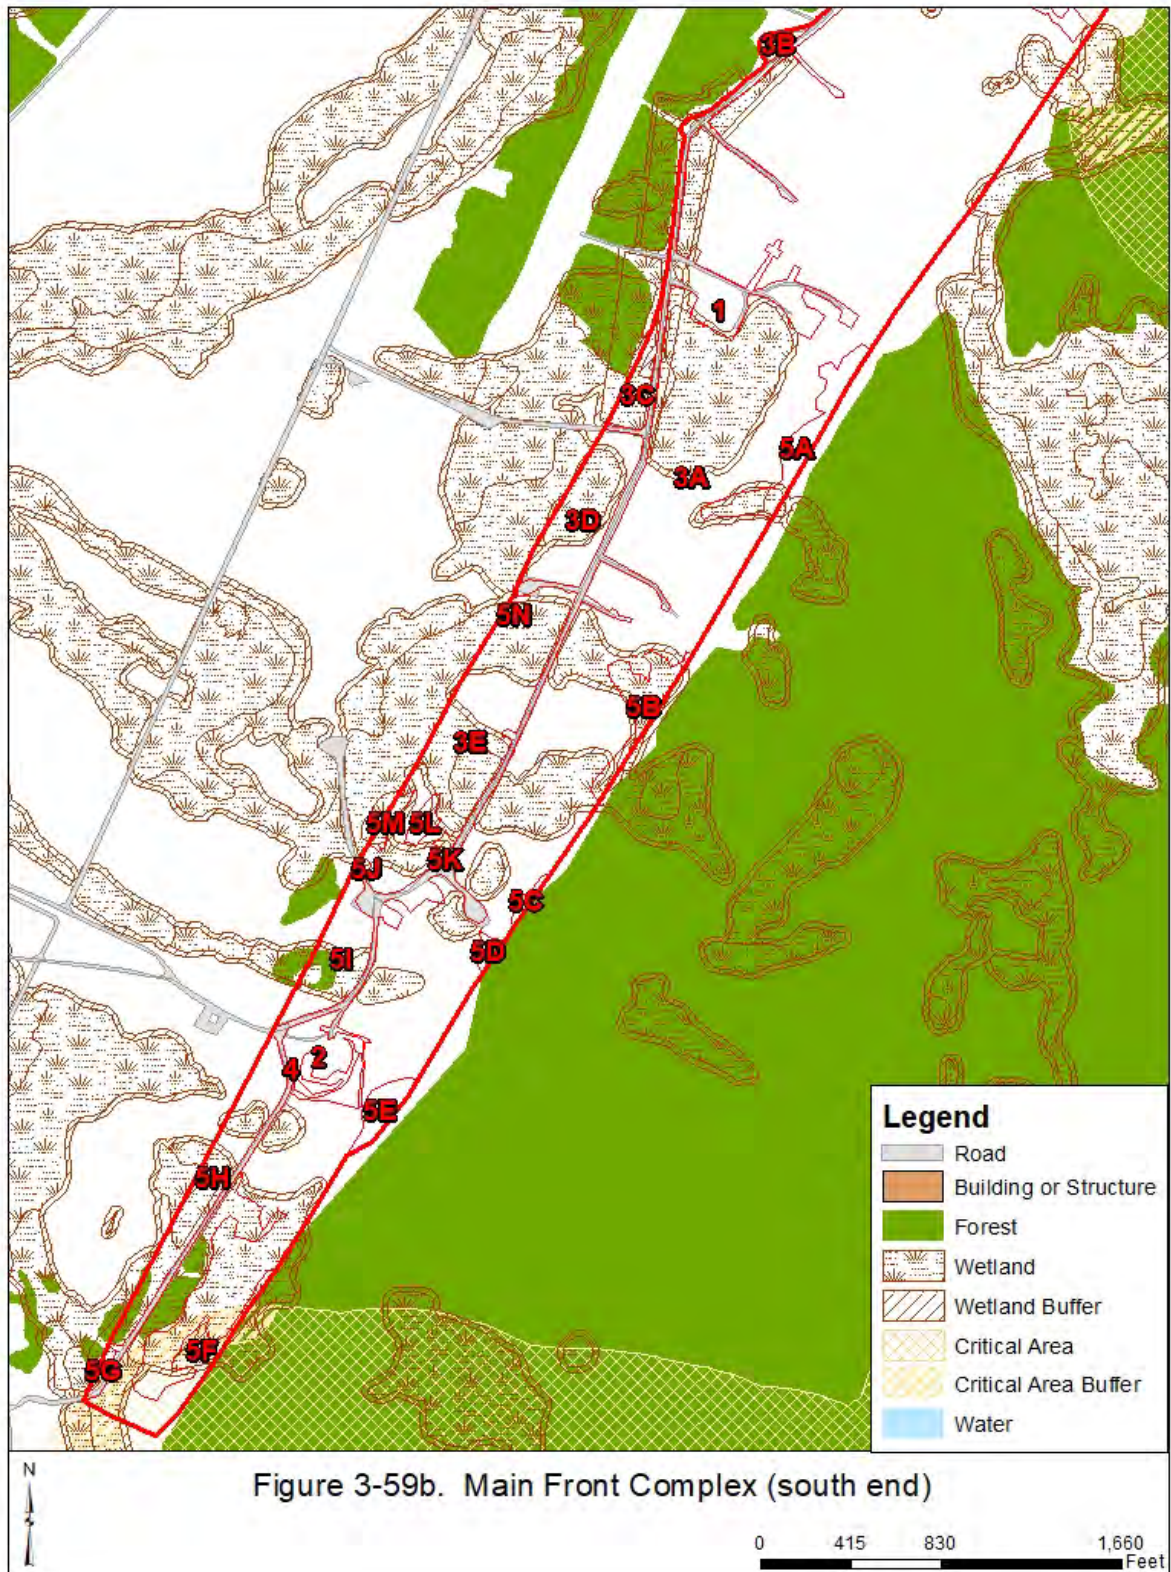 3B
1
3C
5A
3A
3D
5N
5B
3E
5M
5L
5K
5J
5C
5D
5I
2
4
5E
5H
5F
5G
Legend
Road
Building or Structure
Forest
Wetland
Wetland Buffer
Critical Area
Critical Area Buffer
Water
N
S
Figure 3-59b. Main Front Complex (south end)
0 415 830 1,660
Feet